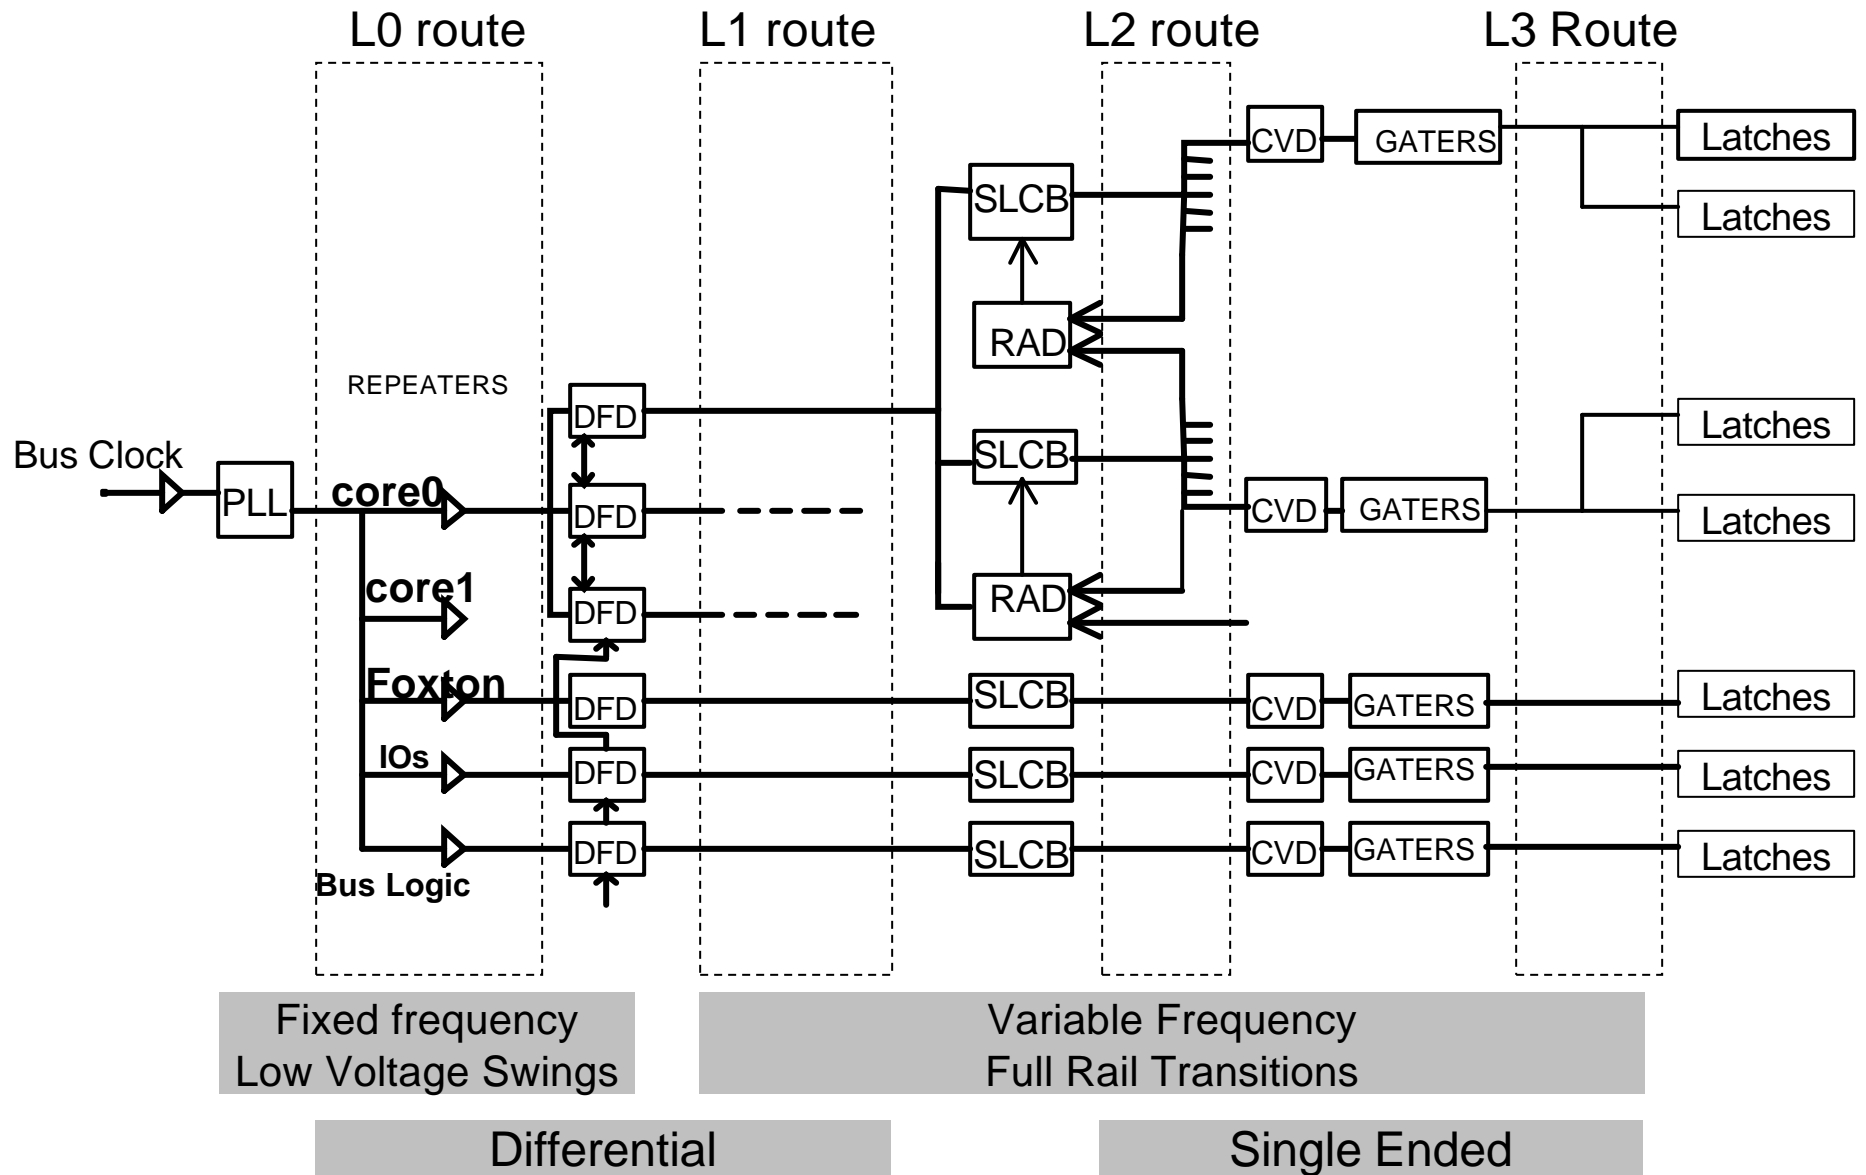 L0 route
L1 route
L2 route
L3 Route
CVD
GATERS
Latches
SLCB
Latches
RAD
REPEATERS
DFD
Latches
Bus Clock
SLCB
PLL
core0
DFD
CVD
GATERS
Latches
core1
DFD
RAD
Foxton
DFD
SLCB
CVD
GATERS
Latches
IOs
DFD
SLCB
CVD
GATERS
Latches
DFD
SLCB
CVD
GATERS
Latches
Bus Logic
Fixed frequency
Low Voltage Swings
Variable Frequency
Full Rail Transitions
Differential
Single Ended